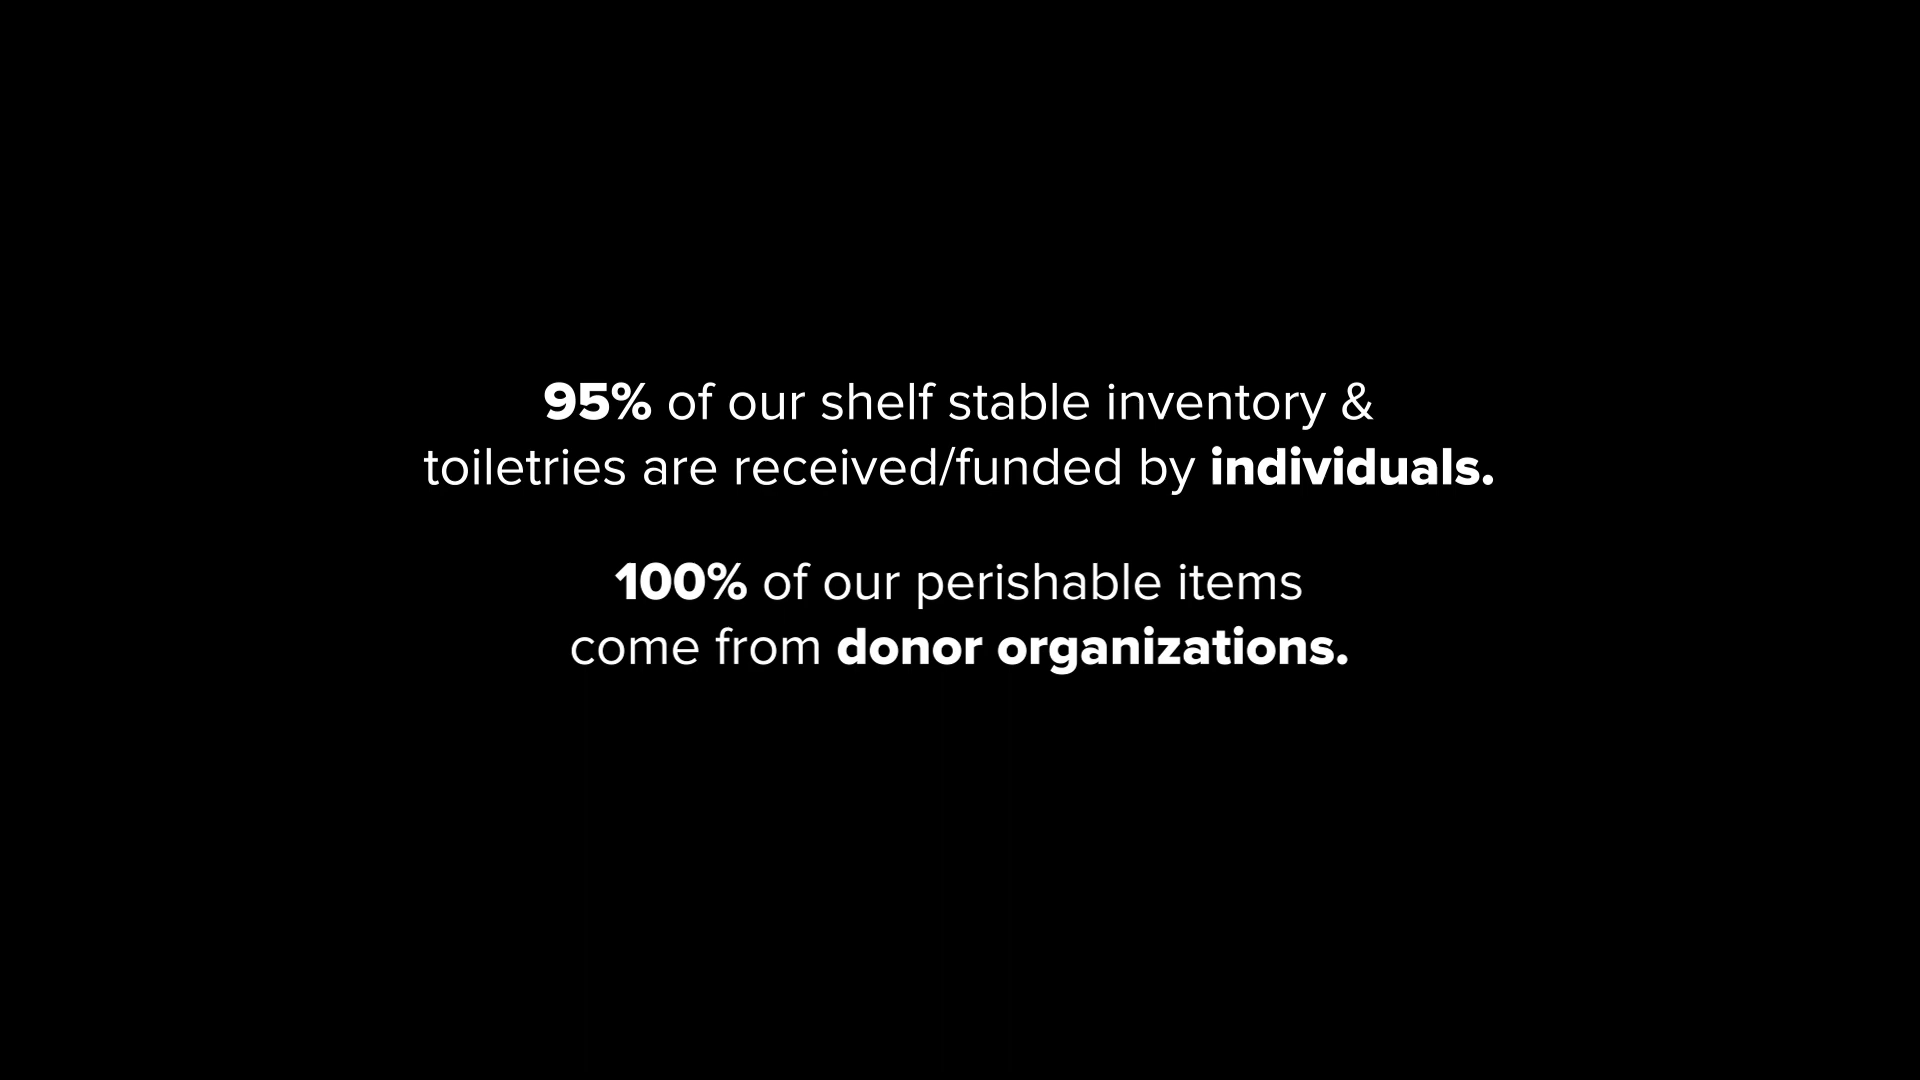 95% of our shelf stable inventory &
toiletries are received/funded by individuals.
100% of our perishable items
come from donor organizations.